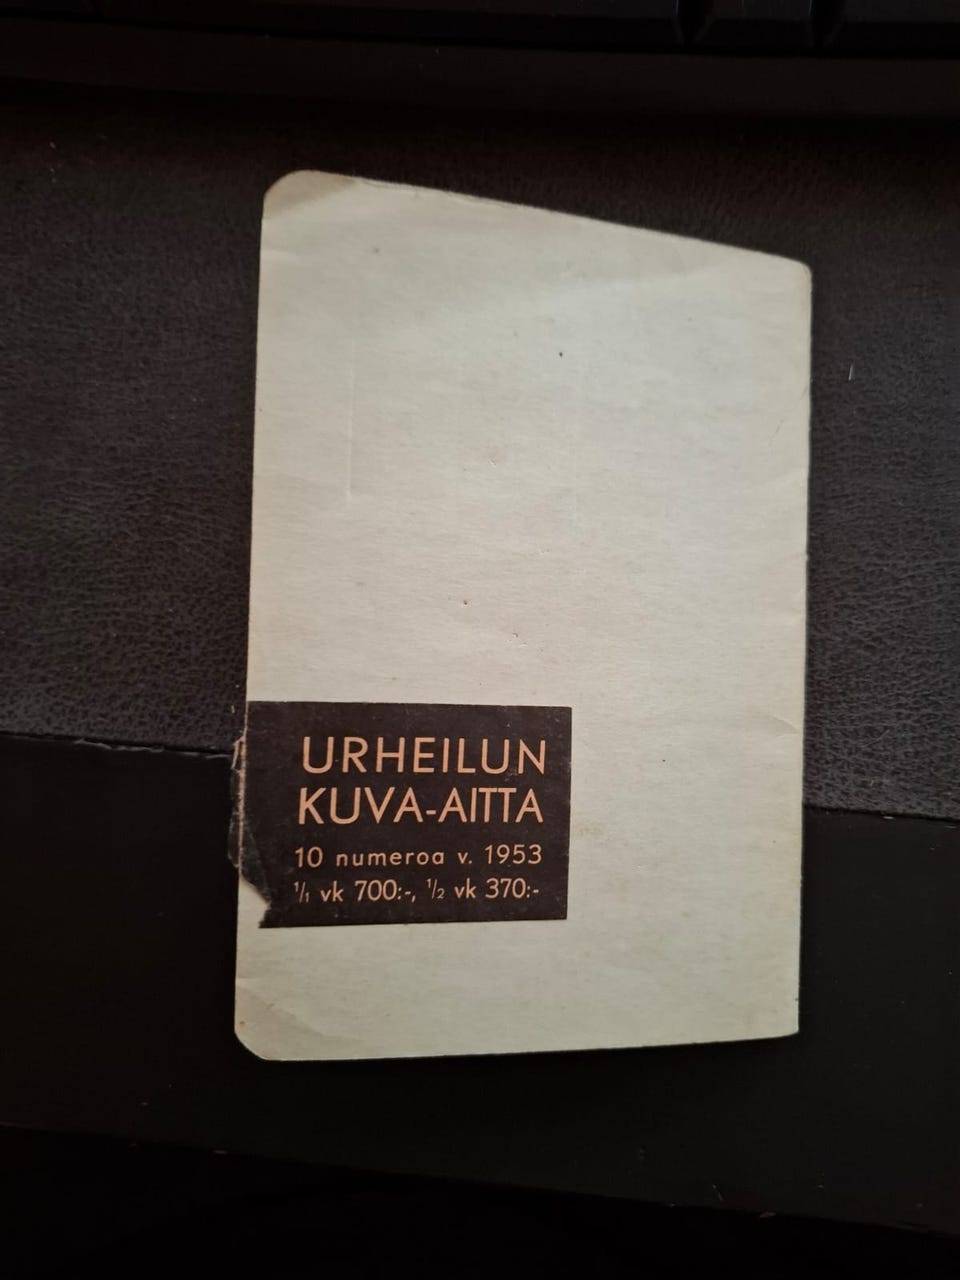 URHEILUN
KUVA-AITTA
10 numeroa v. 1953
1/1 vk 700:-, 1/2 vk 370:-